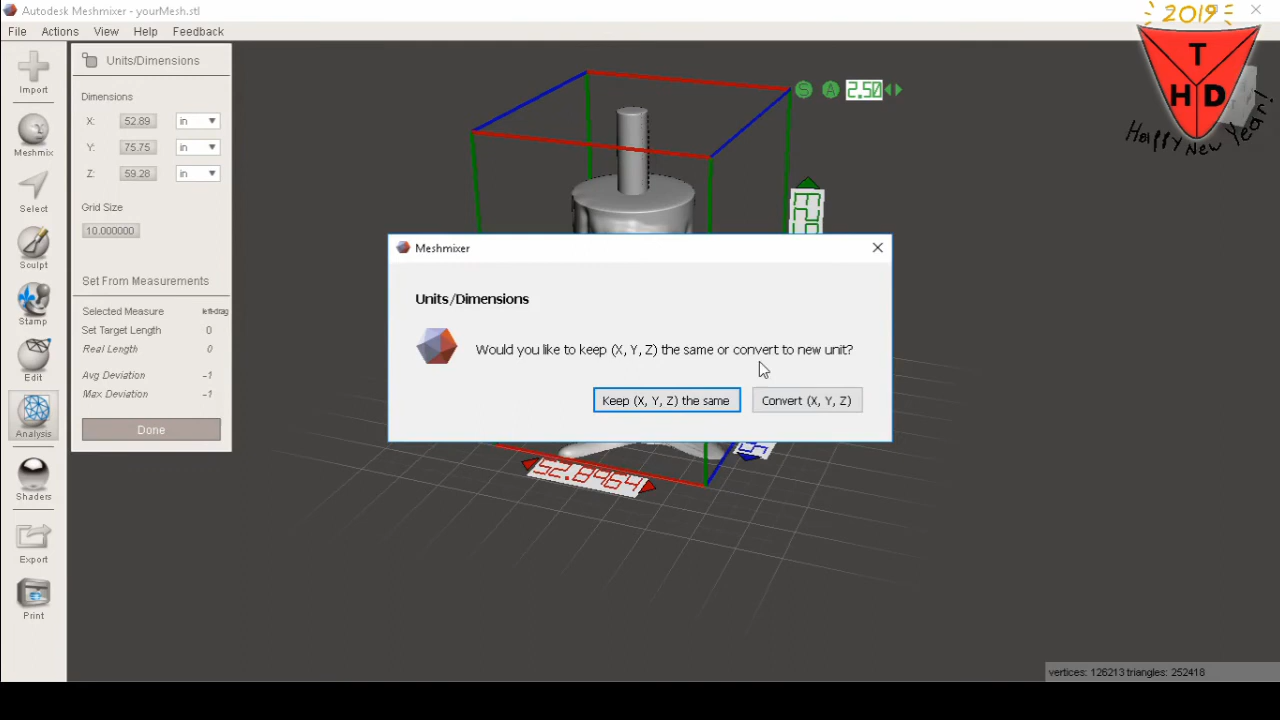 Autodesk Meshmixer - yourMesh.stl
File Actions View Help Feedback
Import
Meshmix
Select
Sculpt
Stamp
Edit
Analysis
Shaders
Export
Print
Units/Dimensions
Dimensions
X: 52.89 in
Y: 75.75 in
Z: 59.28 in
Grid Size
10.000000
Set From Measurements
Selected Measure left-drag
Set Target Length 0
Real Length 0
Avg Deviation -1
Max Deviation -1
Done
S A 2.50
Meshmixer
Units/Dimensions
Would you like to keep (X, Y, Z) the same or convert to new unit?
Keep (X, Y, Z) the same
Convert (X, Y, Z)
52.8464
2019
T
H D
Happy New Year!
vertices: 126213 triangles: 252418